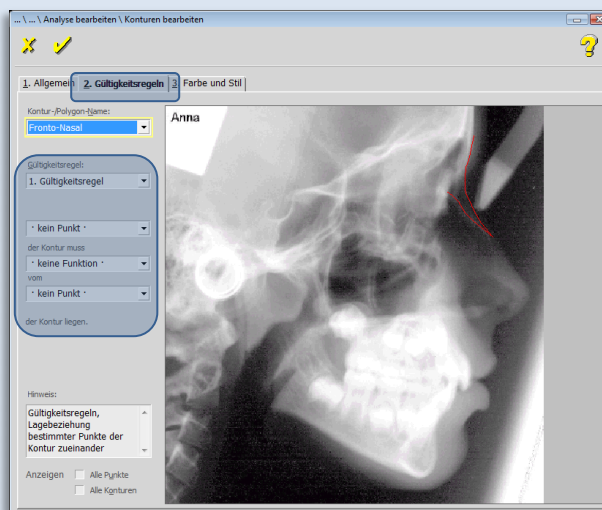 ... \ ... \ Analyse bearbeiten \ Konturen bearbeiten
1. Allgemein
2. Gültigkeitsregeln
3 Farbe und Stil
Kontur-/Polygon-Name:
Fronto-Nasal
Gültigkeitsregel:
1. Gültigkeitsregel
· kein Punkt ·
der Kontur muss
· keine Funktion ·
vom
· kein Punkt ·
der Kontur liegen.
Hinweis:
Gültigkeitsregeln,
Lagebeziehung
bestimmter Punkte der
Kontur zueinander
Anzeigen
Alle Punkte
Alle Konturen
Anna